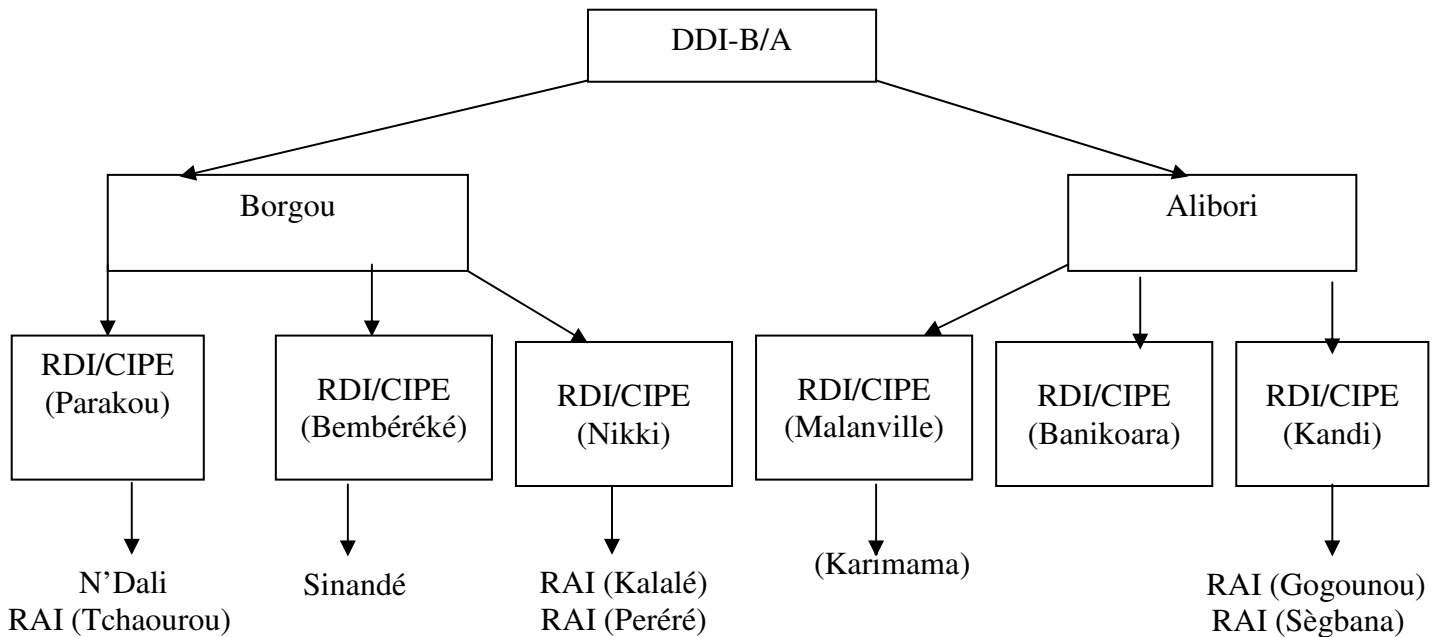 DDI-B/A
Borgou
Alibori
RDI/CIPE
(Parakou)
RDI/CIPE
(Bembéréké)
RDI/CIPE
(Nikki)
RDI/CIPE
(Malanville)
RDI/CIPE
(Banikoara)
RDI/CIPE
(Kandi)
N’Dali
RAI (Tchaourou)
Sinandé
RAI (Kalalé)
RAI (Peréré)
(Karimama)
RAI (Gogounou)
RAI (Sègbana)